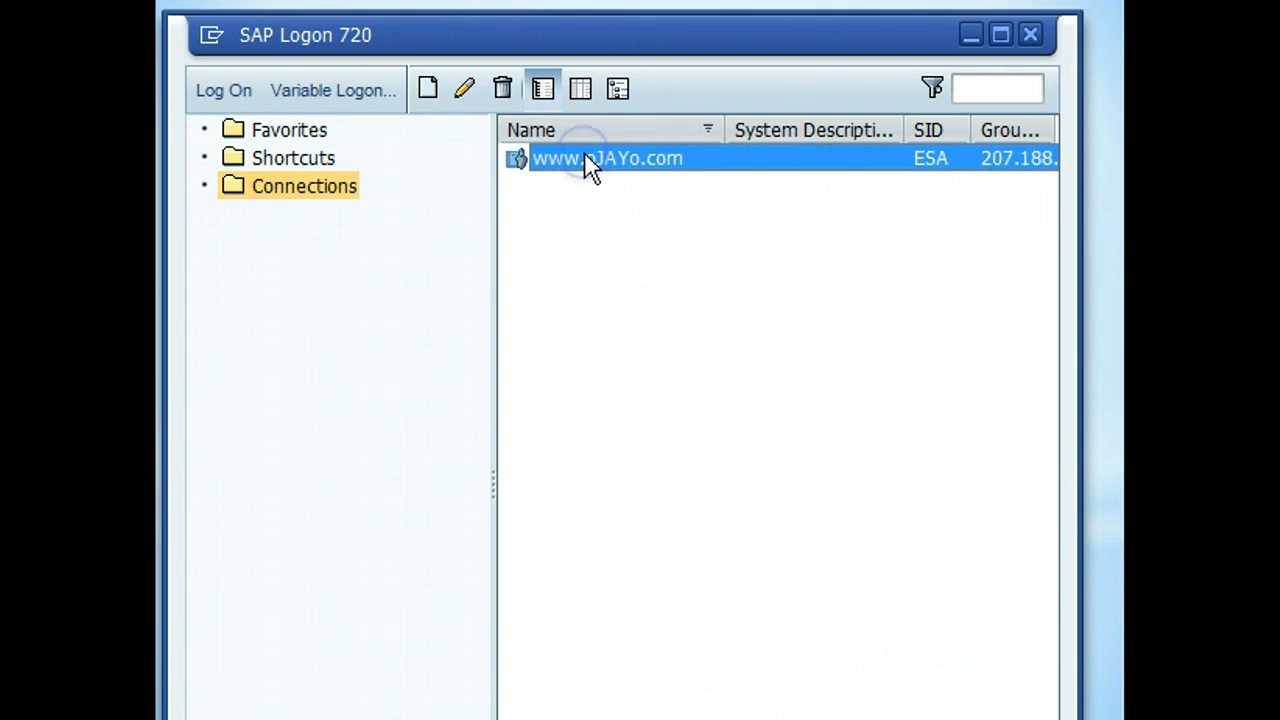 SAP Logon 720
Log On Variable Logon...
Favorites
Shortcuts
Connections
Name System Descripti... SID Grou...
ESA 207.188.